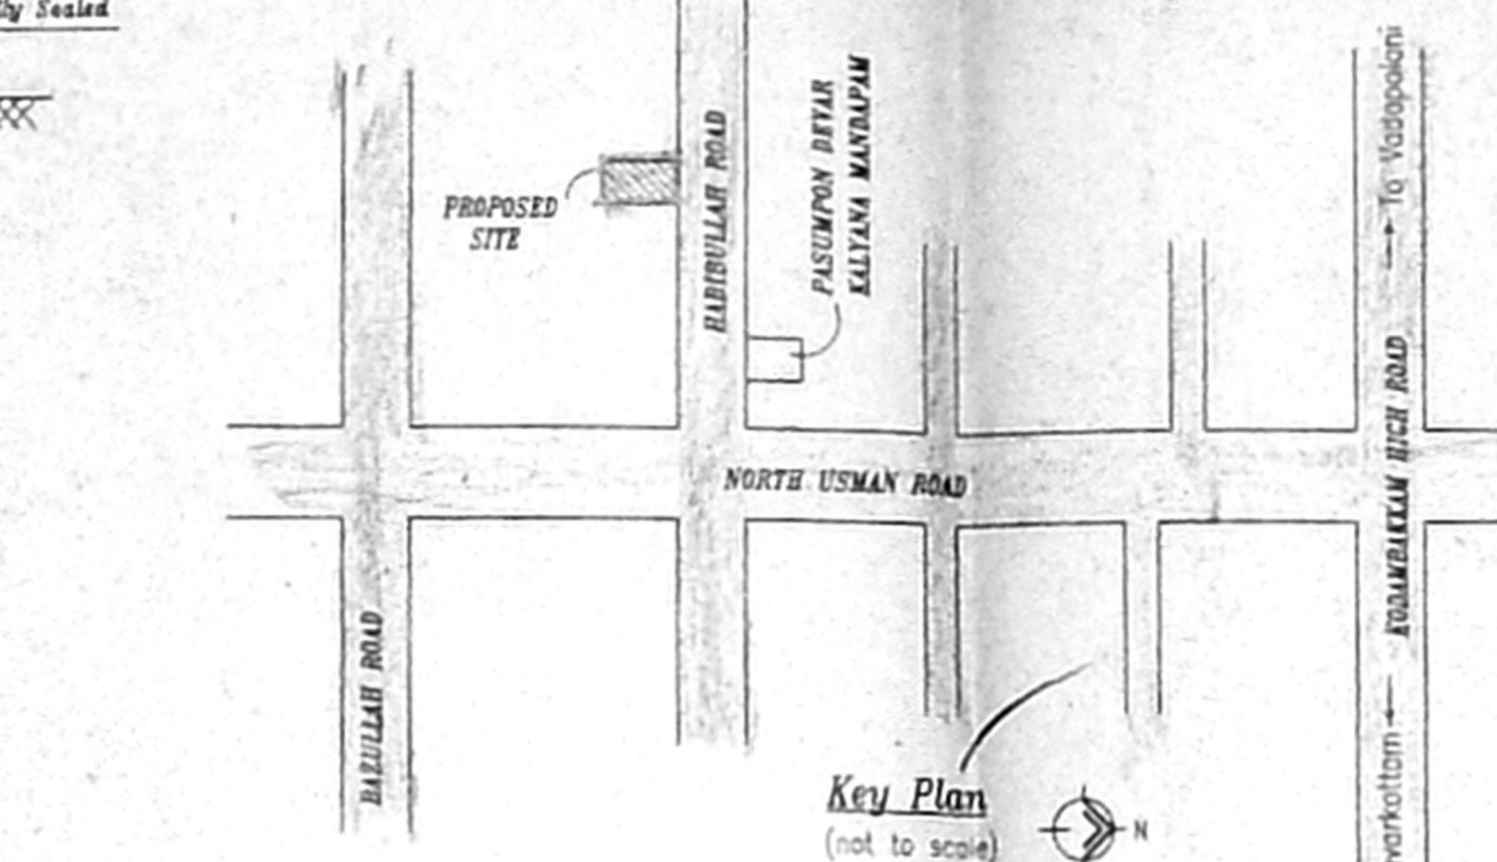 Sealed
PROPOSED
SITE
HABIBULLAH ROAD
PASUMPON DEVAR
KALYANA MANDAPAM
To Vadapalani
KODAMBAKKAM HIGH ROAD
NORTH USMAN ROAD
BAZULLAH ROAD
Key Plan
(not to scale)
N